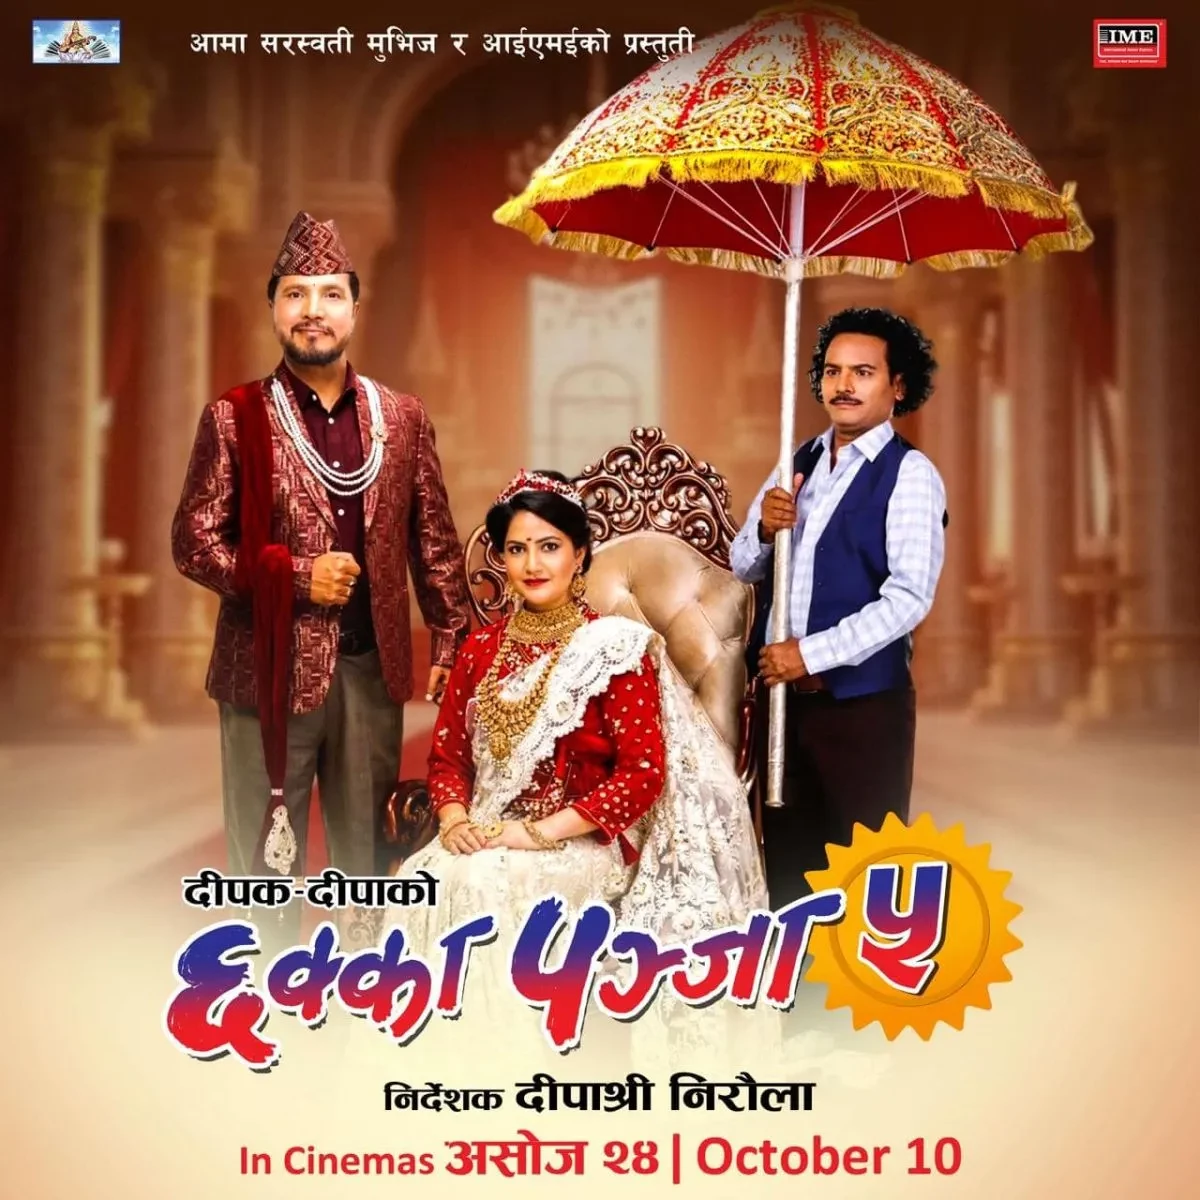 आमा सरस्वती मुभिज र आईएमईको प्रस्तुती
IME
दीपक-दीपाको
छक्का पञ्जा ५
निर्देशक दीपाश्री निरौला
In Cinemas असोज २४ | October 10